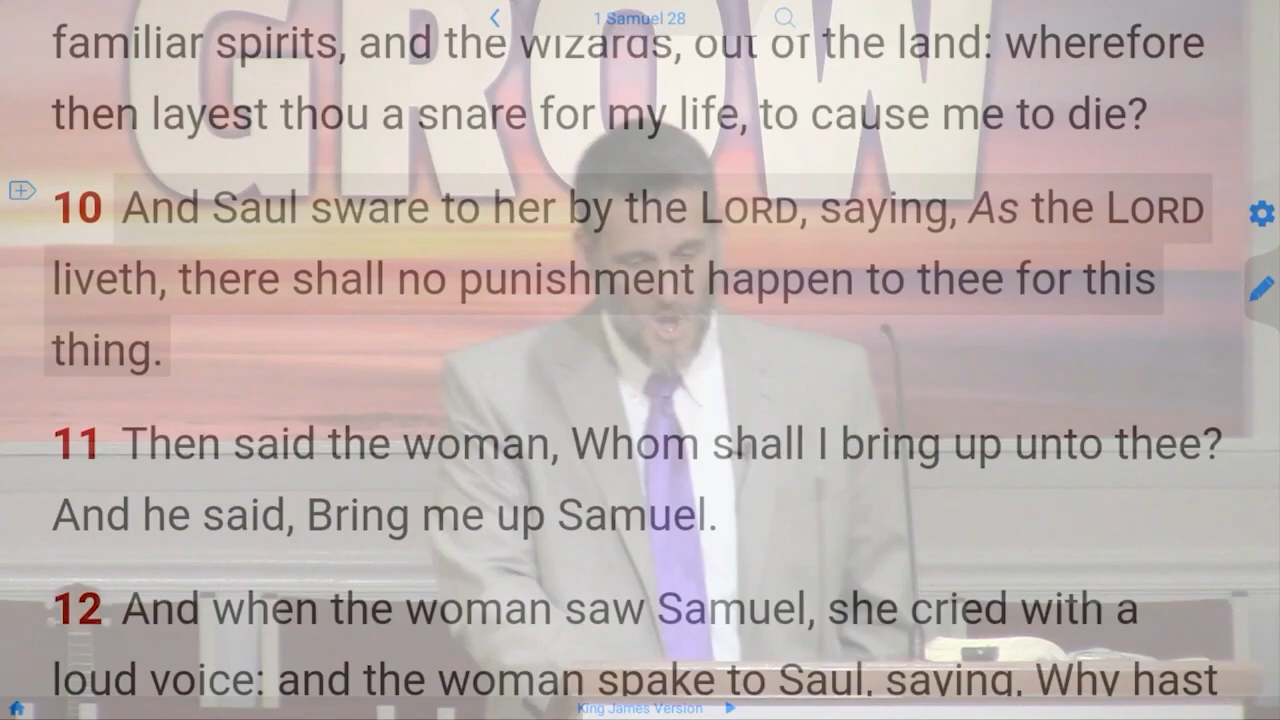 GROW
1 Samuel 28
familiar spirits, and the wizards, out of the land: wherefore
then layest thou a snare for my life, to cause me to die?
10 And Saul sware to her by the LORD, saying, As the LORD
liveth, there shall no punishment happen to thee for this
thing.
11 Then said the woman, Whom shall I bring up unto thee?
And he said, Bring me up Samuel.
12 And when the woman saw Samuel, she cried with a
loud voice: and the woman spake to Saul, saying, Why hast
King James Version